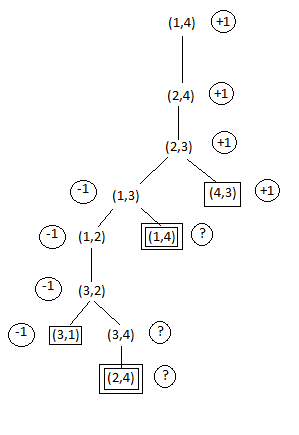 (1,4) +1
(2,4) +1
(2,3) +1
-1 (1,3) (4,3) +1
-1 (1,2) (1,4) ?
-1 (3,2)
-1 (3,1) (3,4) ?
(2,4) ?